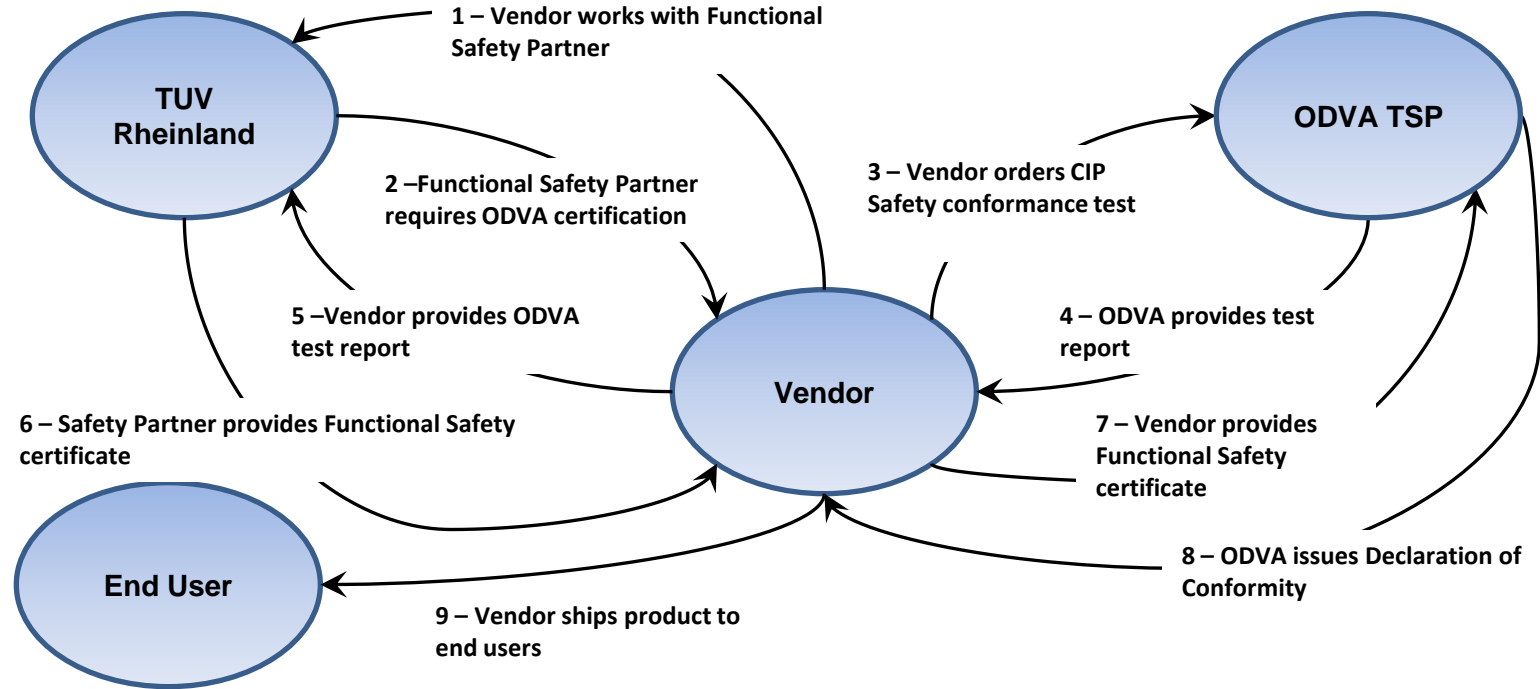 1 – Vendor works with Functional
Safety Partner
TUV
Rheinland
ODVA TSP
2 –Functional Safety Partner
requires ODVA certification
3 – Vendor orders CIP
Safety conformance test
5 –Vendor provides ODVA
test report
4 – ODVA provides test
report
Vendor
6 – Safety Partner provides Functional Safety
certificate
7 – Vendor provides
Functional Safety
certificate
End User
8 – ODVA issues Declaration of
Conformity
9 – Vendor ships product to
end users